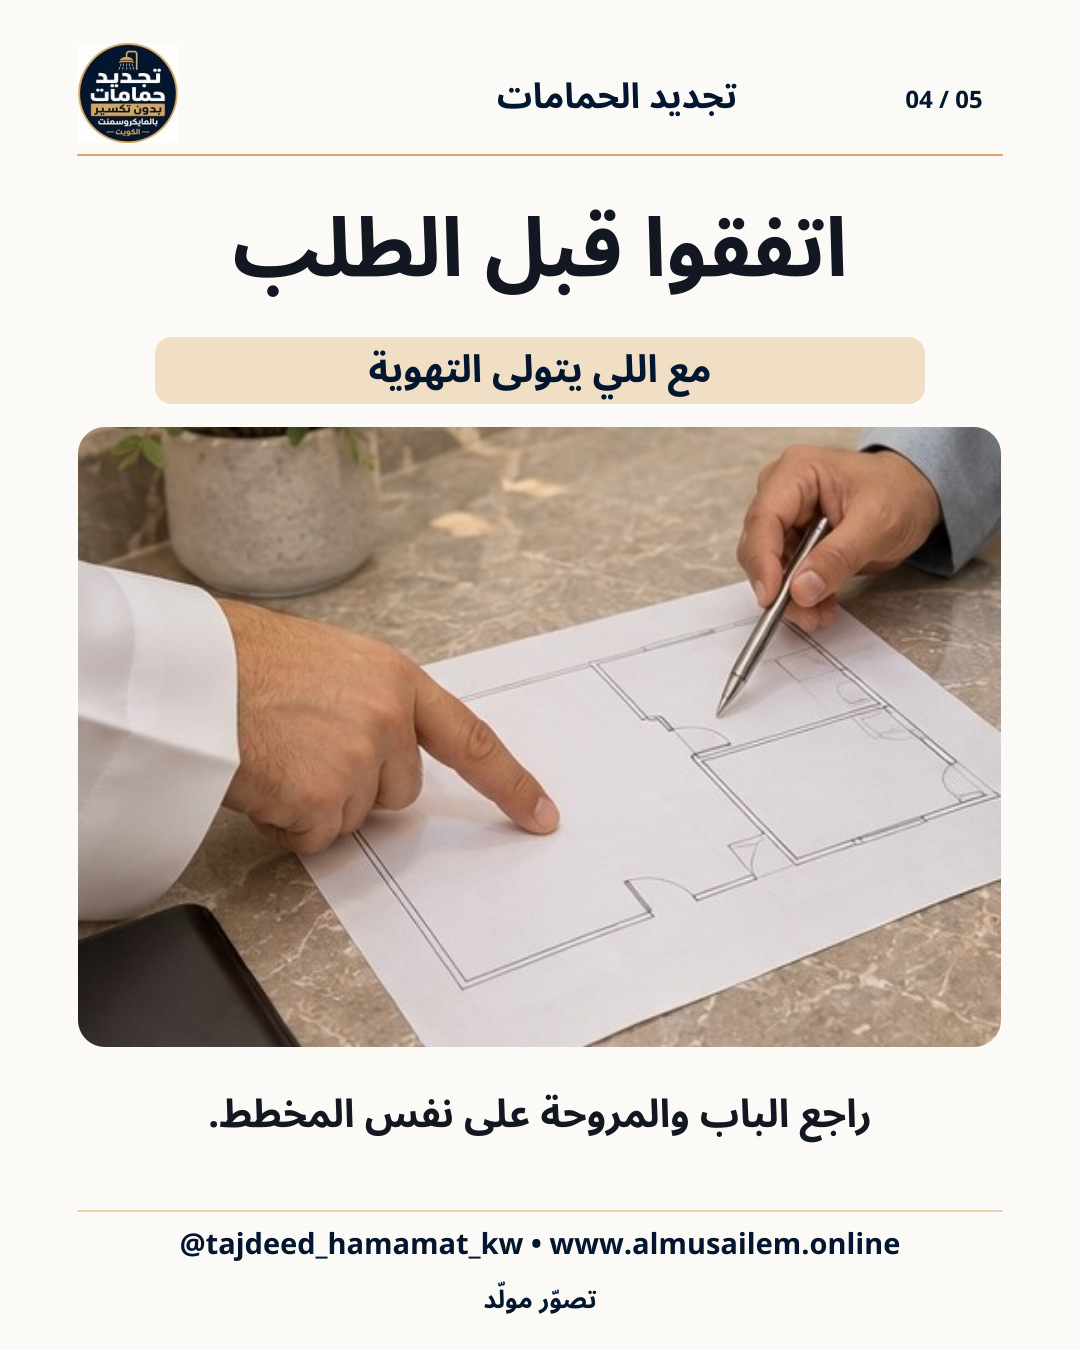 تجديد
حمامات
بدون تكسير
بالمايكروسمنت
الكويت
تجديد الحمامات
04 / 05
اتفقوا قبل الطلب
مع اللي يتولى التهوية
راجع الباب والمروحة على نفس المخطط.
@tajdeed_hamamat_kw • www.almusailem.online
تصوّر مولّد